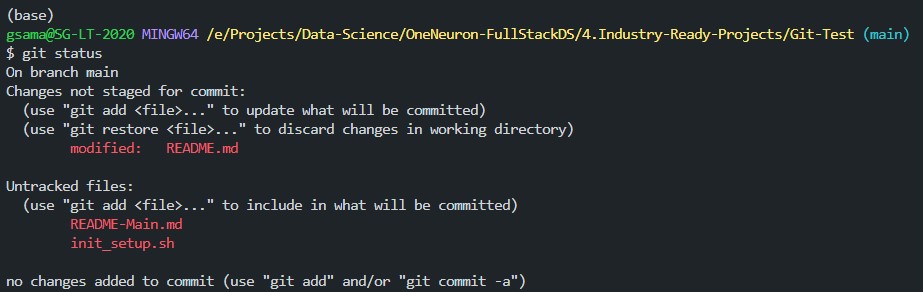 (base)
gsama@SG-LT-2020 MINGW64 /e/Projects/Data-Science/OneNeuron-FullStackDS/4.Industry-Ready-Projects/Git-Test (main)
$ git status
On branch main
Changes not staged for commit:
  (use "git add <file>..." to update what will be committed)
  (use "git restore <file>..." to discard changes in working directory)
        modified:   README.md

Untracked files:
  (use "git add <file>..." to include in what will be committed)
        README-Main.md
        init_setup.sh

no changes added to commit (use "git add" and/or "git commit -a")